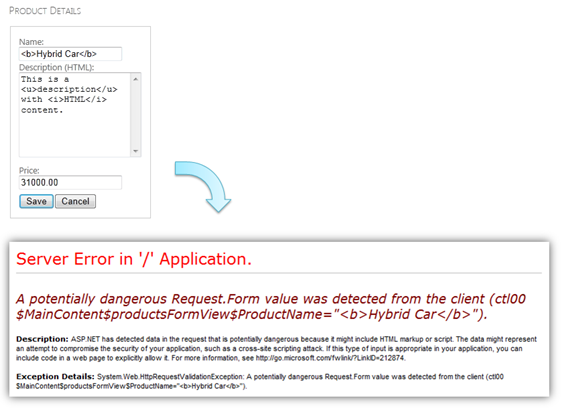 Product Details
Name:
<b>Hybrid Car</b>
Description (HTML):
This is a
<u>description</u>
with <i>HTML</i>
content.
Price:
31000.00
Save Cancel
Server Error in '/' Application.
A potentially dangerous Request.Form value was detected from the client (ctl00
$MainContent$productsFormView$ProductName="<b>Hybrid Car</b>").
Description: ASP.NET has detected data in the request that is potentially dangerous because it might include HTML markup or script. The data might represent
an attempt to compromise the security of your application, such as a cross-site scripting attack. If this type of input is appropriate in your application, you can
include code in a web page to explicitly allow it. For more information, see http://go.microsoft.com/fwlink/?LinkID=212874.
Exception Details: System.Web.HttpRequestValidationException: A potentially dangerous Request.Form value was detected from the client (ctl00
$MainContent$productsFormView$ProductName="<b>Hybrid Car</b>").